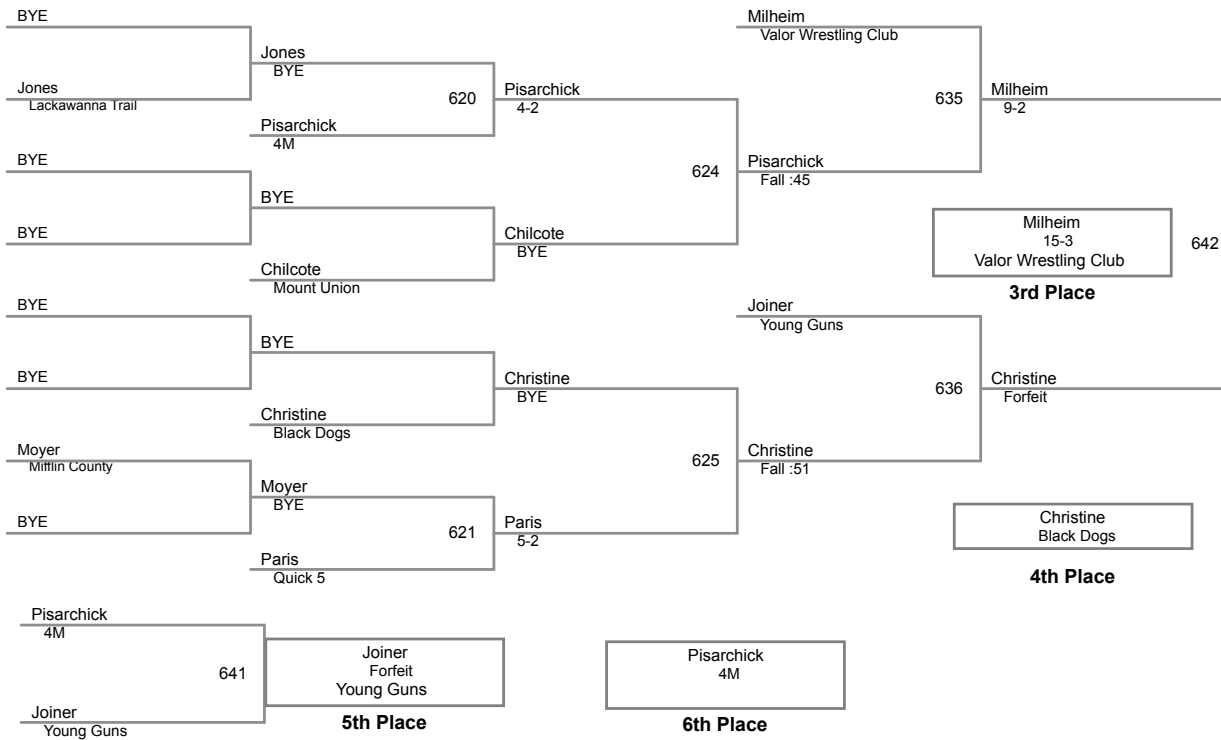 BYE
Jones
Lackawanna Trail
BYE
BYE
BYE
BYE
Moyer
Mifflin County
BYE
Jones
BYE
620
Pisarchick
4M
BYE
Chilcote
Mount Union
BYE
Christine
Black Dogs
Moyer
BYE
621
Paris
Quick 5
Pisarchick
4-2
624
Chilcote
BYE
Christine
BYE
625
Paris
5-2
Milheim
Valor Wrestling Club
635
Pisarchick
Fall :45
Joiner
Young Guns
636
Christine
Fall :51
Milheim
9-2
Milheim
15-3
Valor Wrestling Club
642
3rd Place
Christine
Forfeit
Christine
Black Dogs
4th Place
Pisarchick
4M
641
Joiner
Young Guns
Joiner
Forfeit
Young Guns
5th Place
Pisarchick
4M
6th Place